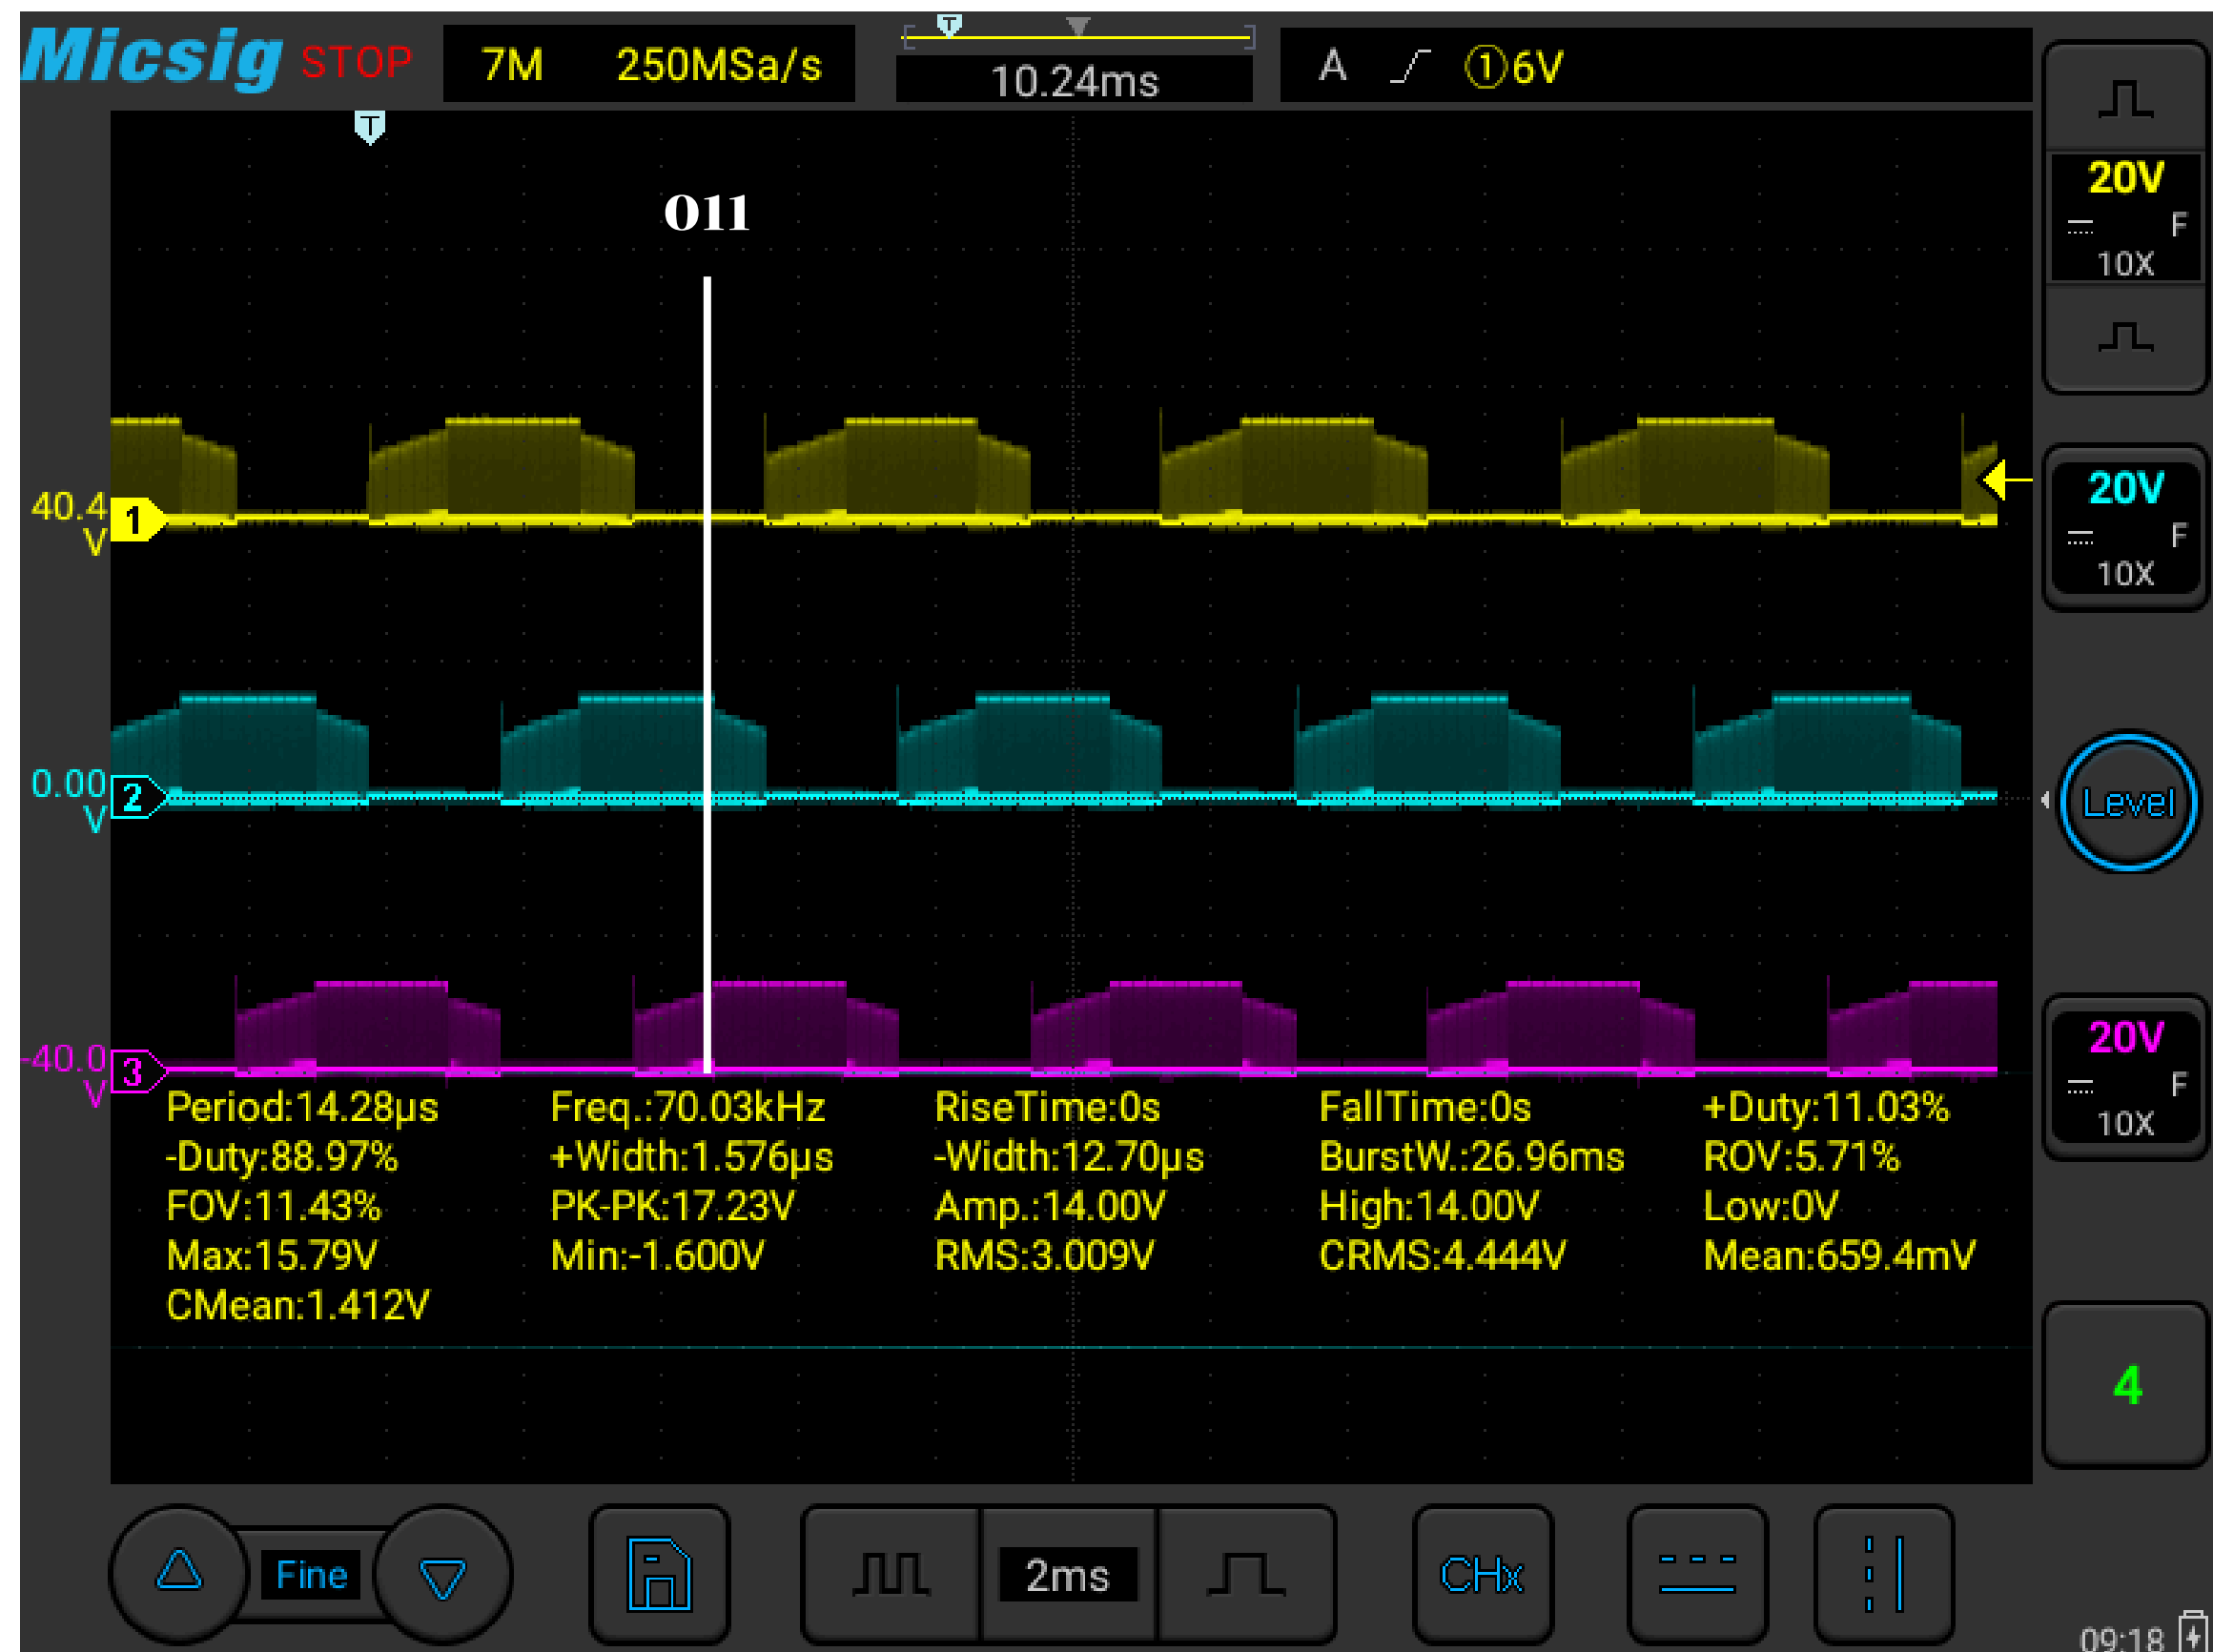 Micsig STOP 7M 250MSa/s 10.24ms A ①6V
T
T
011
20V
F
10X
40.4
V
1
20V
F
10X
0.00
V
2
Level
20V
F
10X
-40.0
V
3
Period:14.28µs Freq.:70.03kHz RiseTime:0s FallTime:0s +Duty:11.03%
-Duty:88.97% +Width:1.576µs -Width:12.70µs BurstW.:26.96ms ROV:5.71%
FOV:11.43% PK-PK:17.23V Amp.:14.00V High:14.00V Low:0V
Max:15.79V Min:-1.600V RMS:3.009V CRMS:4.444V Mean:659.4mV
CMean:1.412V
4
Fine 2ms CHx
09:18